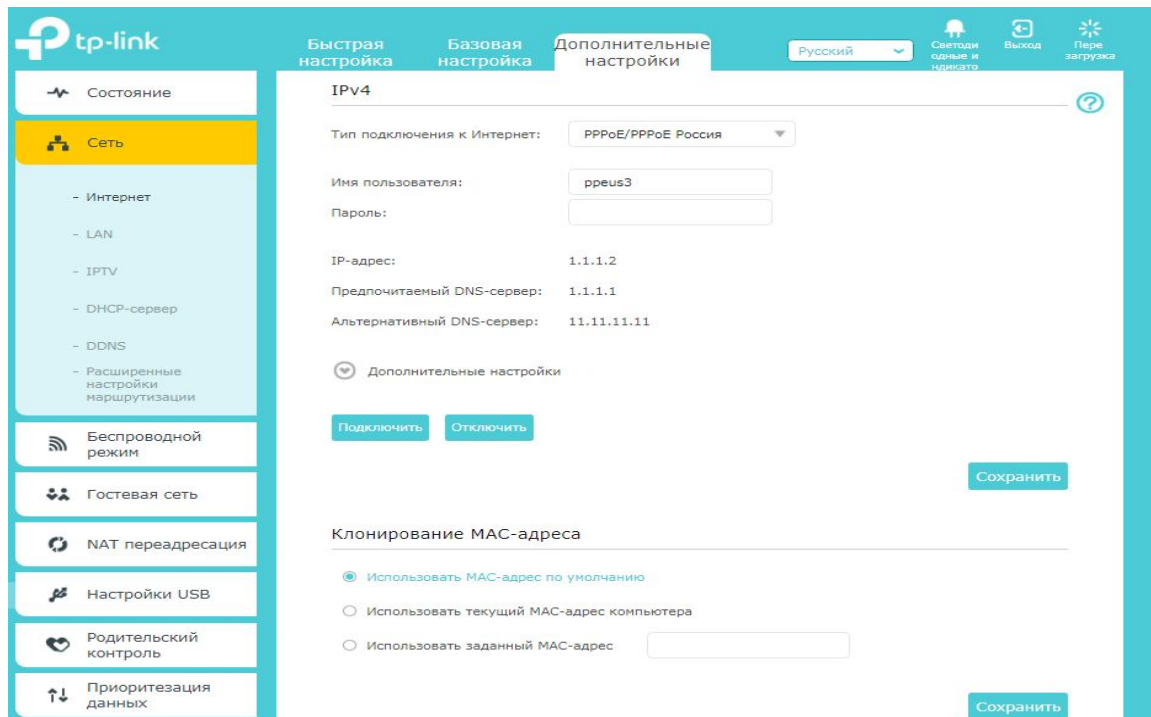 tp-link
Быстрая
настройка
Базовая
настройка
Дополнительные
настройки
Русский
Светоди
одные и
ндикато
Выход
Пере
загрузка
Состояние
Сеть
- Интернет
- LAN
- IPTV
- DHCP-сервер
- DDNS
- Расширенные
настройки
маршрутизации
Беспроводной
режим
Гостевая сеть
NAT переадресация
Настройки USB
Родительский
контроль
Приоритезация
данных
IPv4
Тип подключения к Интернет: PPPoE/PPPoE Россия
Имя пользователя: ppeus3
Пароль:
IP-адрес: 1.1.1.2
Предпочитаемый DNS-сервер: 1.1.1.1
Альтернативный DNS-сервер: 11.11.11.11
Дополнительные настройки
Подключить Отключить
Сохранить
Клонирование MAC-адреса
Использовать MAC-адрес по умолчанию
Использовать текущий MAC-адрес компьютера
Использовать заданный MAC-адрес
Сохранить